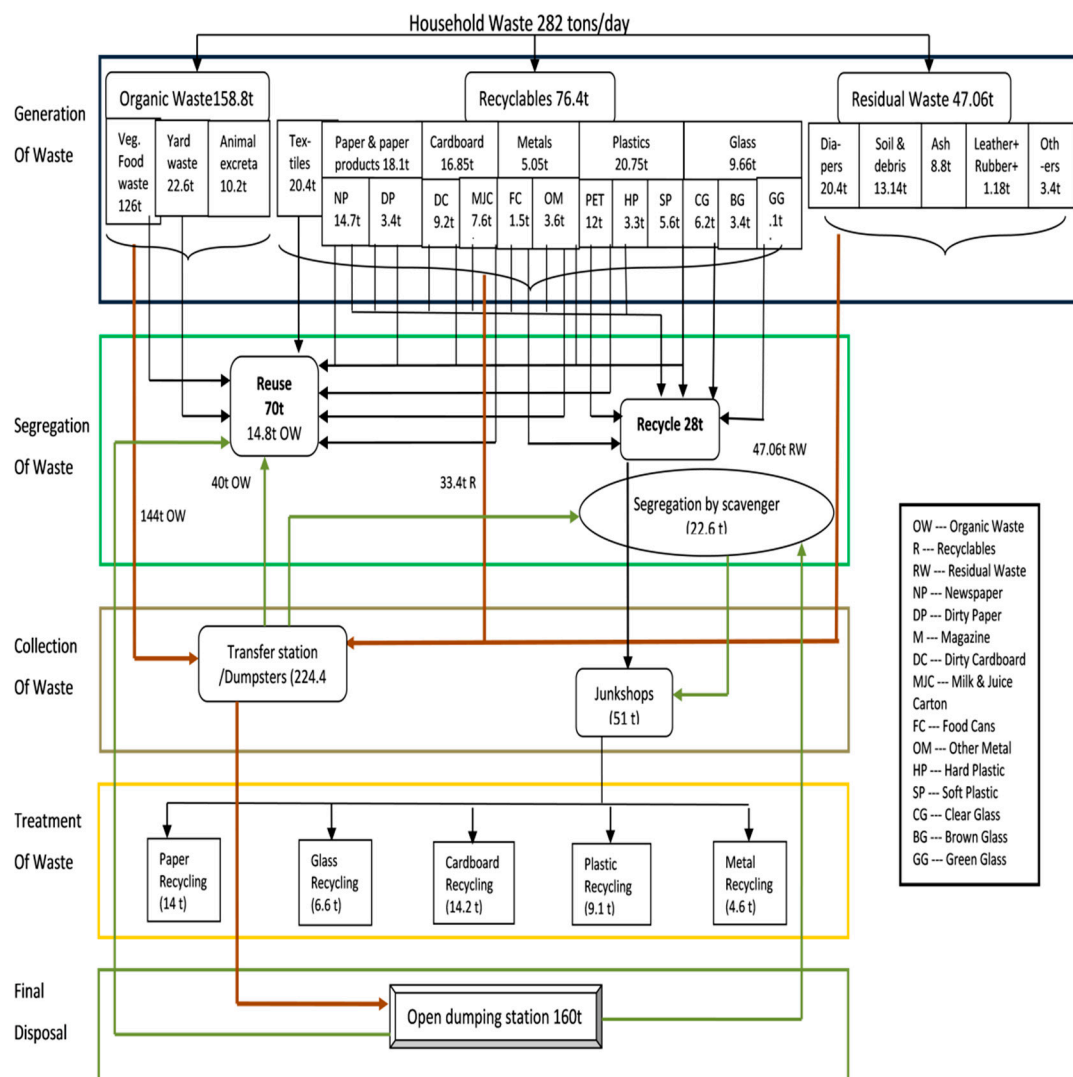 Household Waste 282 tons/day
Generation
Of Waste
Organic Waste158.8t
Recyclables 76.4t
Residual Waste 47.06t
Veg.
Food
waste
126t
Yard
waste
22.6t
Animal
excreta
10.2t
Tex-
tiles
20.4t
Paper & paper
products 18.1t
Cardboard
16.85t
Metals
5.05t
Plastics
20.75t
Glass
9.66t
NP
14.7t
DP
3.4t
DC
9.2t
MJC
7.6t
.
FC
1.5t
OM
3.6t
PET
12t
HP
3.3t
SP
5.6t
CG
6.2t
BG
3.4t
GG
.1t
Dia-
pers
20.4t
Soil &
debris
13.14t
Ash
8.8t
Leather+
Rubber+
1.18t
Oth
-ers
3.4t
Segregation
Of Waste
Reuse
70t
14.8t OW
Recycle 28t
47.06t RW
40t OW
33.4t R
144t OW
Segregation by scavenger
(22.6 t)
Collection
Of Waste
Transfer station
/Dumpsters (224.4
Junkshops
(51 t)
Treatment
Of Waste
Paper
Recycling
(14 t)
Glass
Recycling
(6.6 t)
Cardboard
Recycling
(14.2 t)
Plastic
Recycling
(9.1 t)
Metal
Recycling
(4.6 t)
Final
Disposal
Open dumping station 160t
OW --- Organic Waste
R --- Recyclables
RW --- Residual Waste
NP --- Newspaper
DP --- Dirty Paper
M --- Magazine
DC --- Dirty Cardboard
MJC --- Milk & Juice
Carton
FC --- Food Cans
OM --- Other Metal
HP --- Hard Plastic
SP --- Soft Plastic
CG --- Clear Glass
BG --- Brown Glass
GG --- Green Glass